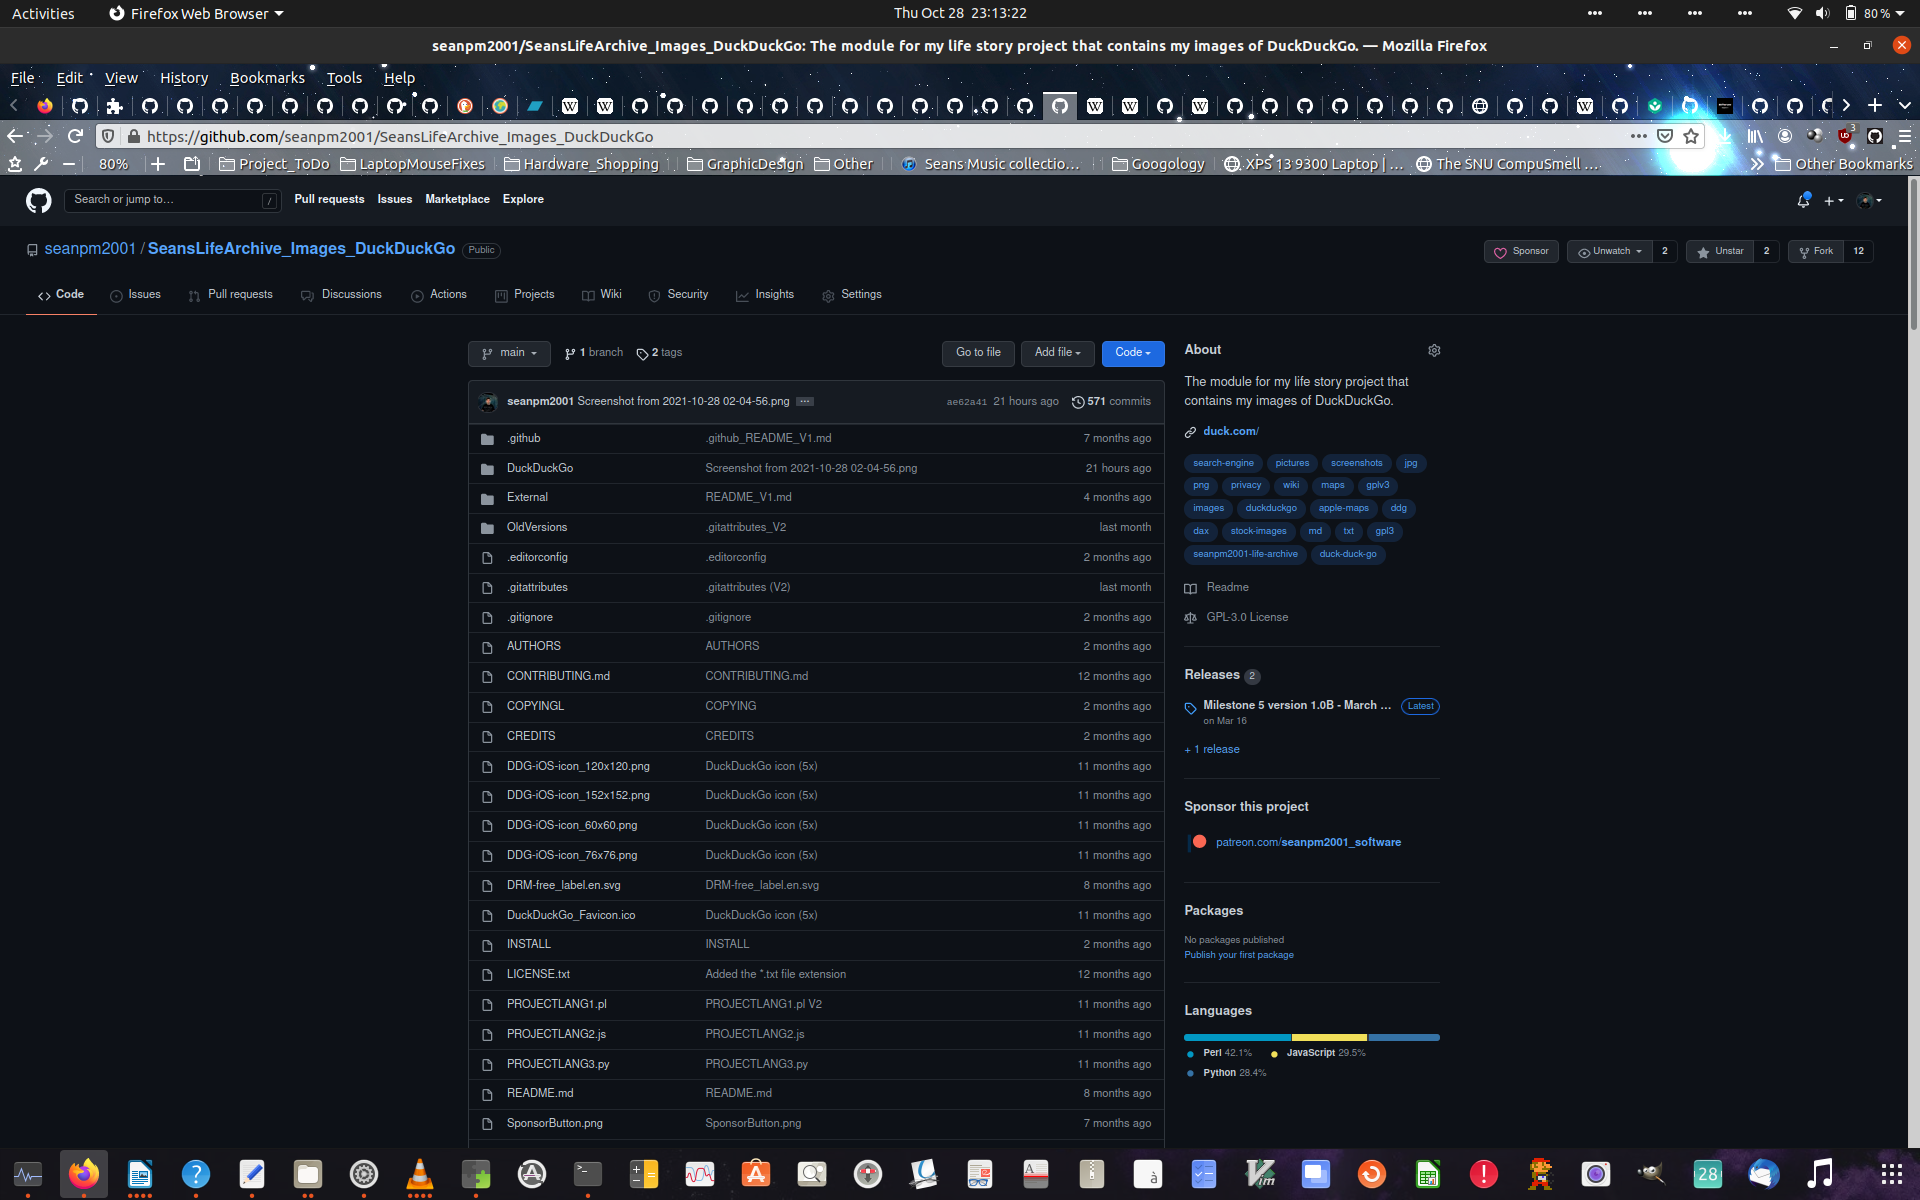 Activities Firefox Web Browser Thu Oct 28 23:13:22 80%
seanpm2001/SeansLifeArchive_Images_DuckDuckGo: The module for my life story project that contains my images of DuckDuckGo. — Mozilla Firefox
File Edit View History Bookmarks Tools Help
https://github.com/seanpm2001/SeansLifeArchive_Images_DuckDuckGo 3
80% Project_ToDo LaptopMouseFixes Hardware_Shopping GraphicDesign Other Seans Music collectio... Googology XPS 13 9300 Laptop | ... The SNU CompuSmell ... Other Bookmarks
Search or jump to... / Pull requests Issues Marketplace Explore
seanpm2001 / SeansLifeArchive_Images_DuckDuckGo Public Sponsor Unwatch 2 Unstar 2 Fork 12
Code Issues Pull requests Discussions Actions Projects Wiki Security Insights Settings
main 1 branch 2 tags Go to file Add file Code
seanpm2001 Screenshot from 2021-10-28 02-04-56.png ... ae62a41 21 hours ago 571 commits
.github .github_README_V1.md 7 months ago
DuckDuckGo Screenshot from 2021-10-28 02-04-56.png 21 hours ago
External README_V1.md 4 months ago
OldVersions .gitattributes_V2 last month
.editorconfig .editorconfig 2 months ago
.gitattributes .gitattributes (V2) last month
.gitignore .gitignore 2 months ago
AUTHORS AUTHORS 2 months ago
CONTRIBUTING.md CONTRIBUTING.md 12 months ago
COPYINGL COPYING 2 months ago
CREDITS CREDITS 2 months ago
DDG-iOS-icon_120x120.png DuckDuckGo icon (5x) 11 months ago
DDG-iOS-icon_152x152.png DuckDuckGo icon (5x) 11 months ago
DDG-iOS-icon_60x60.png DuckDuckGo icon (5x) 11 months ago
DDG-iOS-icon_76x76.png DuckDuckGo icon (5x) 11 months ago
DRM-free_label.en.svg DRM-free_label.en.svg 8 months ago
DuckDuckGo_Favicon.ico DuckDuckGo icon (5x) 11 months ago
INSTALL INSTALL 2 months ago
LICENSE.txt Added the *.txt file extension 12 months ago
PROJECTLANG1.pl PROJECTLANG1.pl V2 11 months ago
PROJECTLANG2.js PROJECTLANG2.js 11 months ago
PROJECTLANG3.py PROJECTLANG3.py 11 months ago
README.md README.md 8 months ago
SponsorButton.png SponsorButton.png 7 months ago
About
The module for my life story project that
contains my images of DuckDuckGo.
duck.com/
search-engine pictures screenshots jpg
png privacy wiki maps gplv3
images duckduckgo apple-maps ddg
dax stock-images md txt gpl3
seanpm2001-life-archive duck-duck-go
Readme
GPL-3.0 License
Releases 2
Milestone 5 version 1.0B - March ... Latest
on Mar 16
+ 1 release
Sponsor this project
patreon.com/seanpm2001_software
Packages
No packages published
Publish your first package
Languages
Perl 42.1% JavaScript 29.5%
Python 28.4%
28